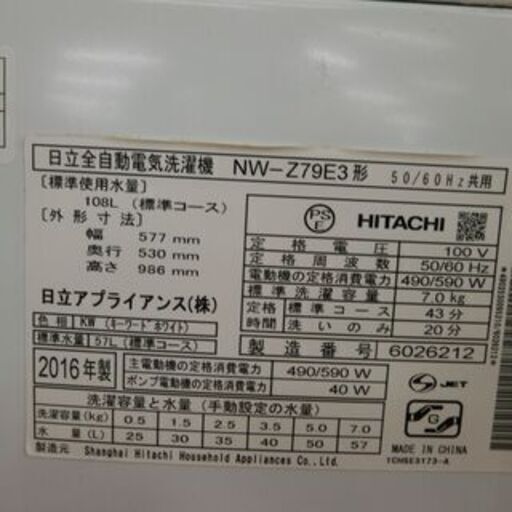 日立全自動電気洗濯機 NW-Z79E3形 50/60Hz共用
[標準使用水量]
108L (標準コース)
[外形寸法]
幅 577 mm
奥行 530 mm
高さ 986 mm
日立アプライアンス(株)
色相 KW (キーワード ホワイト)
標準水量 57L (標準コース)
2016年製
PS
E
HITACHI
定格電圧 100 V
定格周波数 50/60 Hz
電動機の定格消費電力 490/590 W
標準洗濯容量 7.0 kg
定格時間 標準コース 43分
洗いのみ 20分
製造番号 6026212
主電動機の定格消費電力 490/590 W
ポンプ電動機の定格消費電力 40 W
JET
洗濯容量と水量 (手動設定の水量)
洗濯容量(kg) 0.5 1.5 2.5 3.5 5.0 7.0
水量(L) 25 30 35 40 50 57
製造元 Shanghai Hitachi Household Appliances Co., Ltd.
MADE IN CHINA